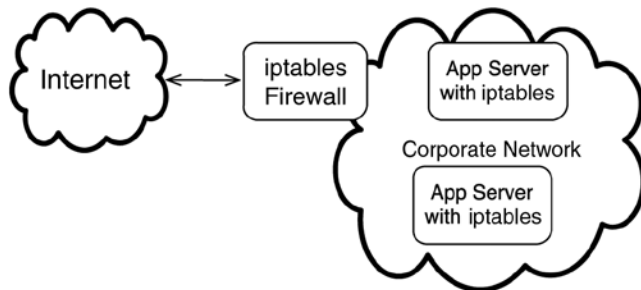 Internet
iptables
Firewall
App Server
with iptables
Corporate Network
App Server
with iptables